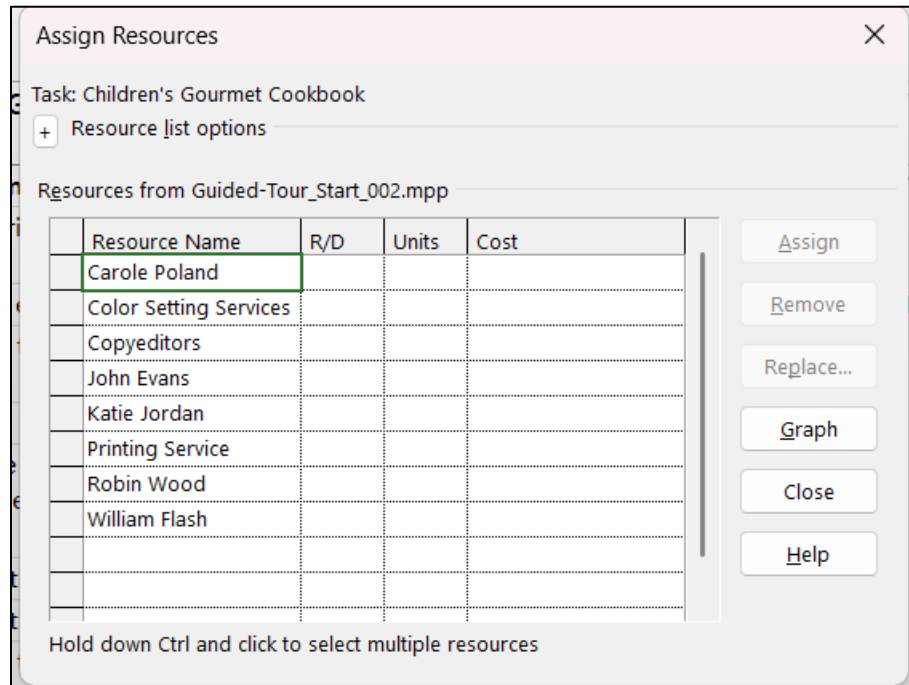 Assign Resources
Task: Children's Gourmet Cookbook
+ Resource list options
Resources from Guided-Tour_Start_002.mpp
Resource Name R/D Units Cost
Carole Poland
Color Setting Services
Copyeditors
John Evans
Katie Jordan
Printing Service
Robin Wood
William Flash
Assign
Remove
Replace...
Graph
Close
Help
Hold down Ctrl and click to select multiple resources